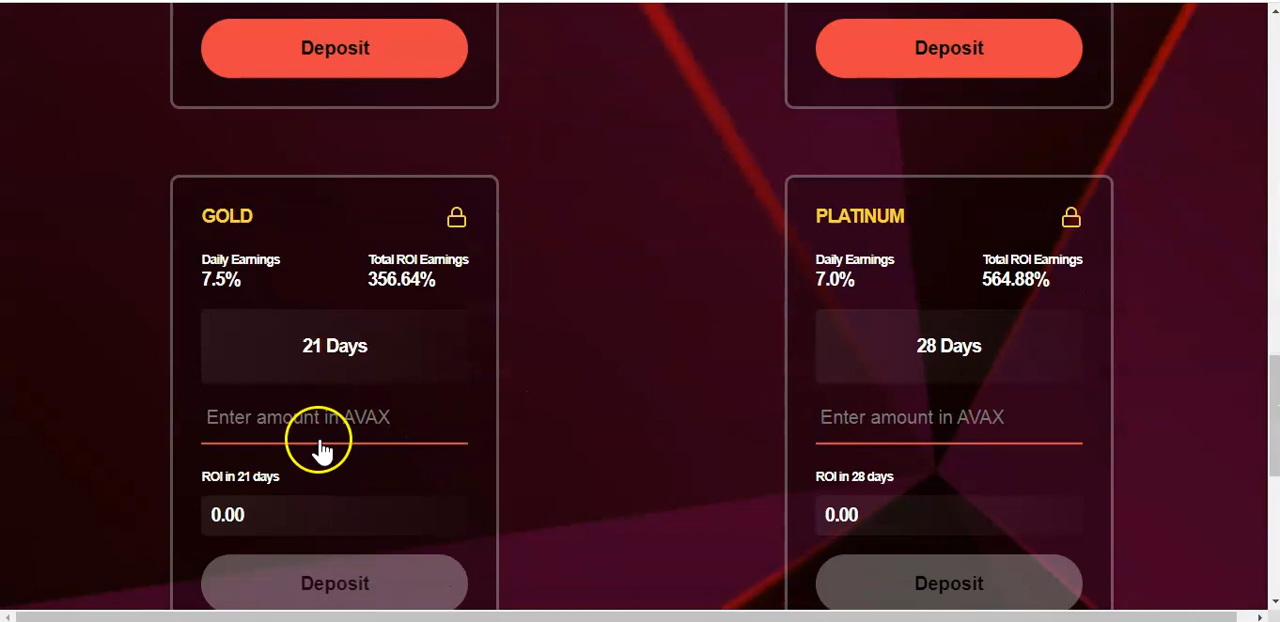 Deposit
Deposit
GOLD
Daily Earnings Total ROI Earnings
7.5% 356.64%
21 Days
Enter amount in AVAX
ROI in 21 days
0.00
Deposit
PLATINUM
Daily Earnings Total ROI Earnings
7.0% 564.88%
28 Days
Enter amount in AVAX
ROI in 28 days
0.00
Deposit